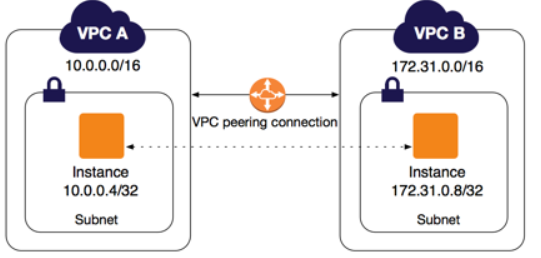 VPC A
10.0.0.0/16
VPC B
172.31.0.0/16
VPC peering connection
Instance
10.0.0.4/32
Subnet
Instance
172.31.0.8/32
Subnet